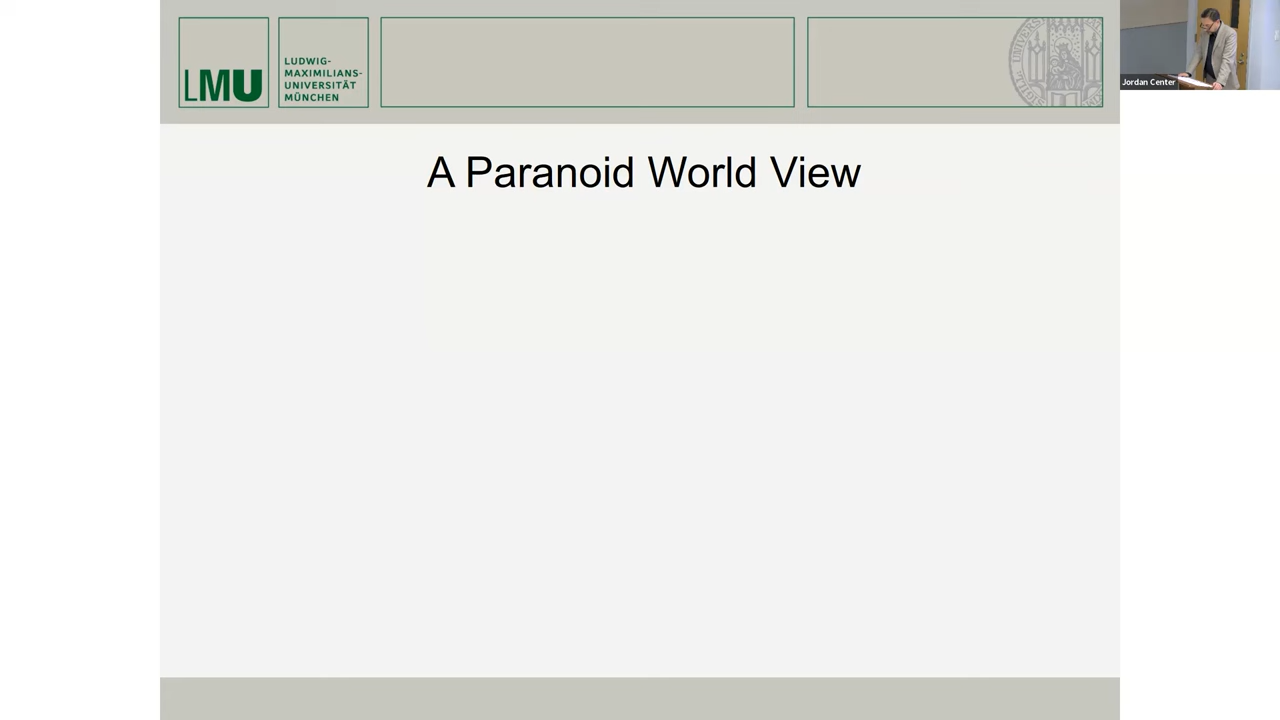 LMU
LUDWIG-
MAXIMILIANS-
UNIVERSITÄT
MÜNCHEN
Jordan Center
A Paranoid World View